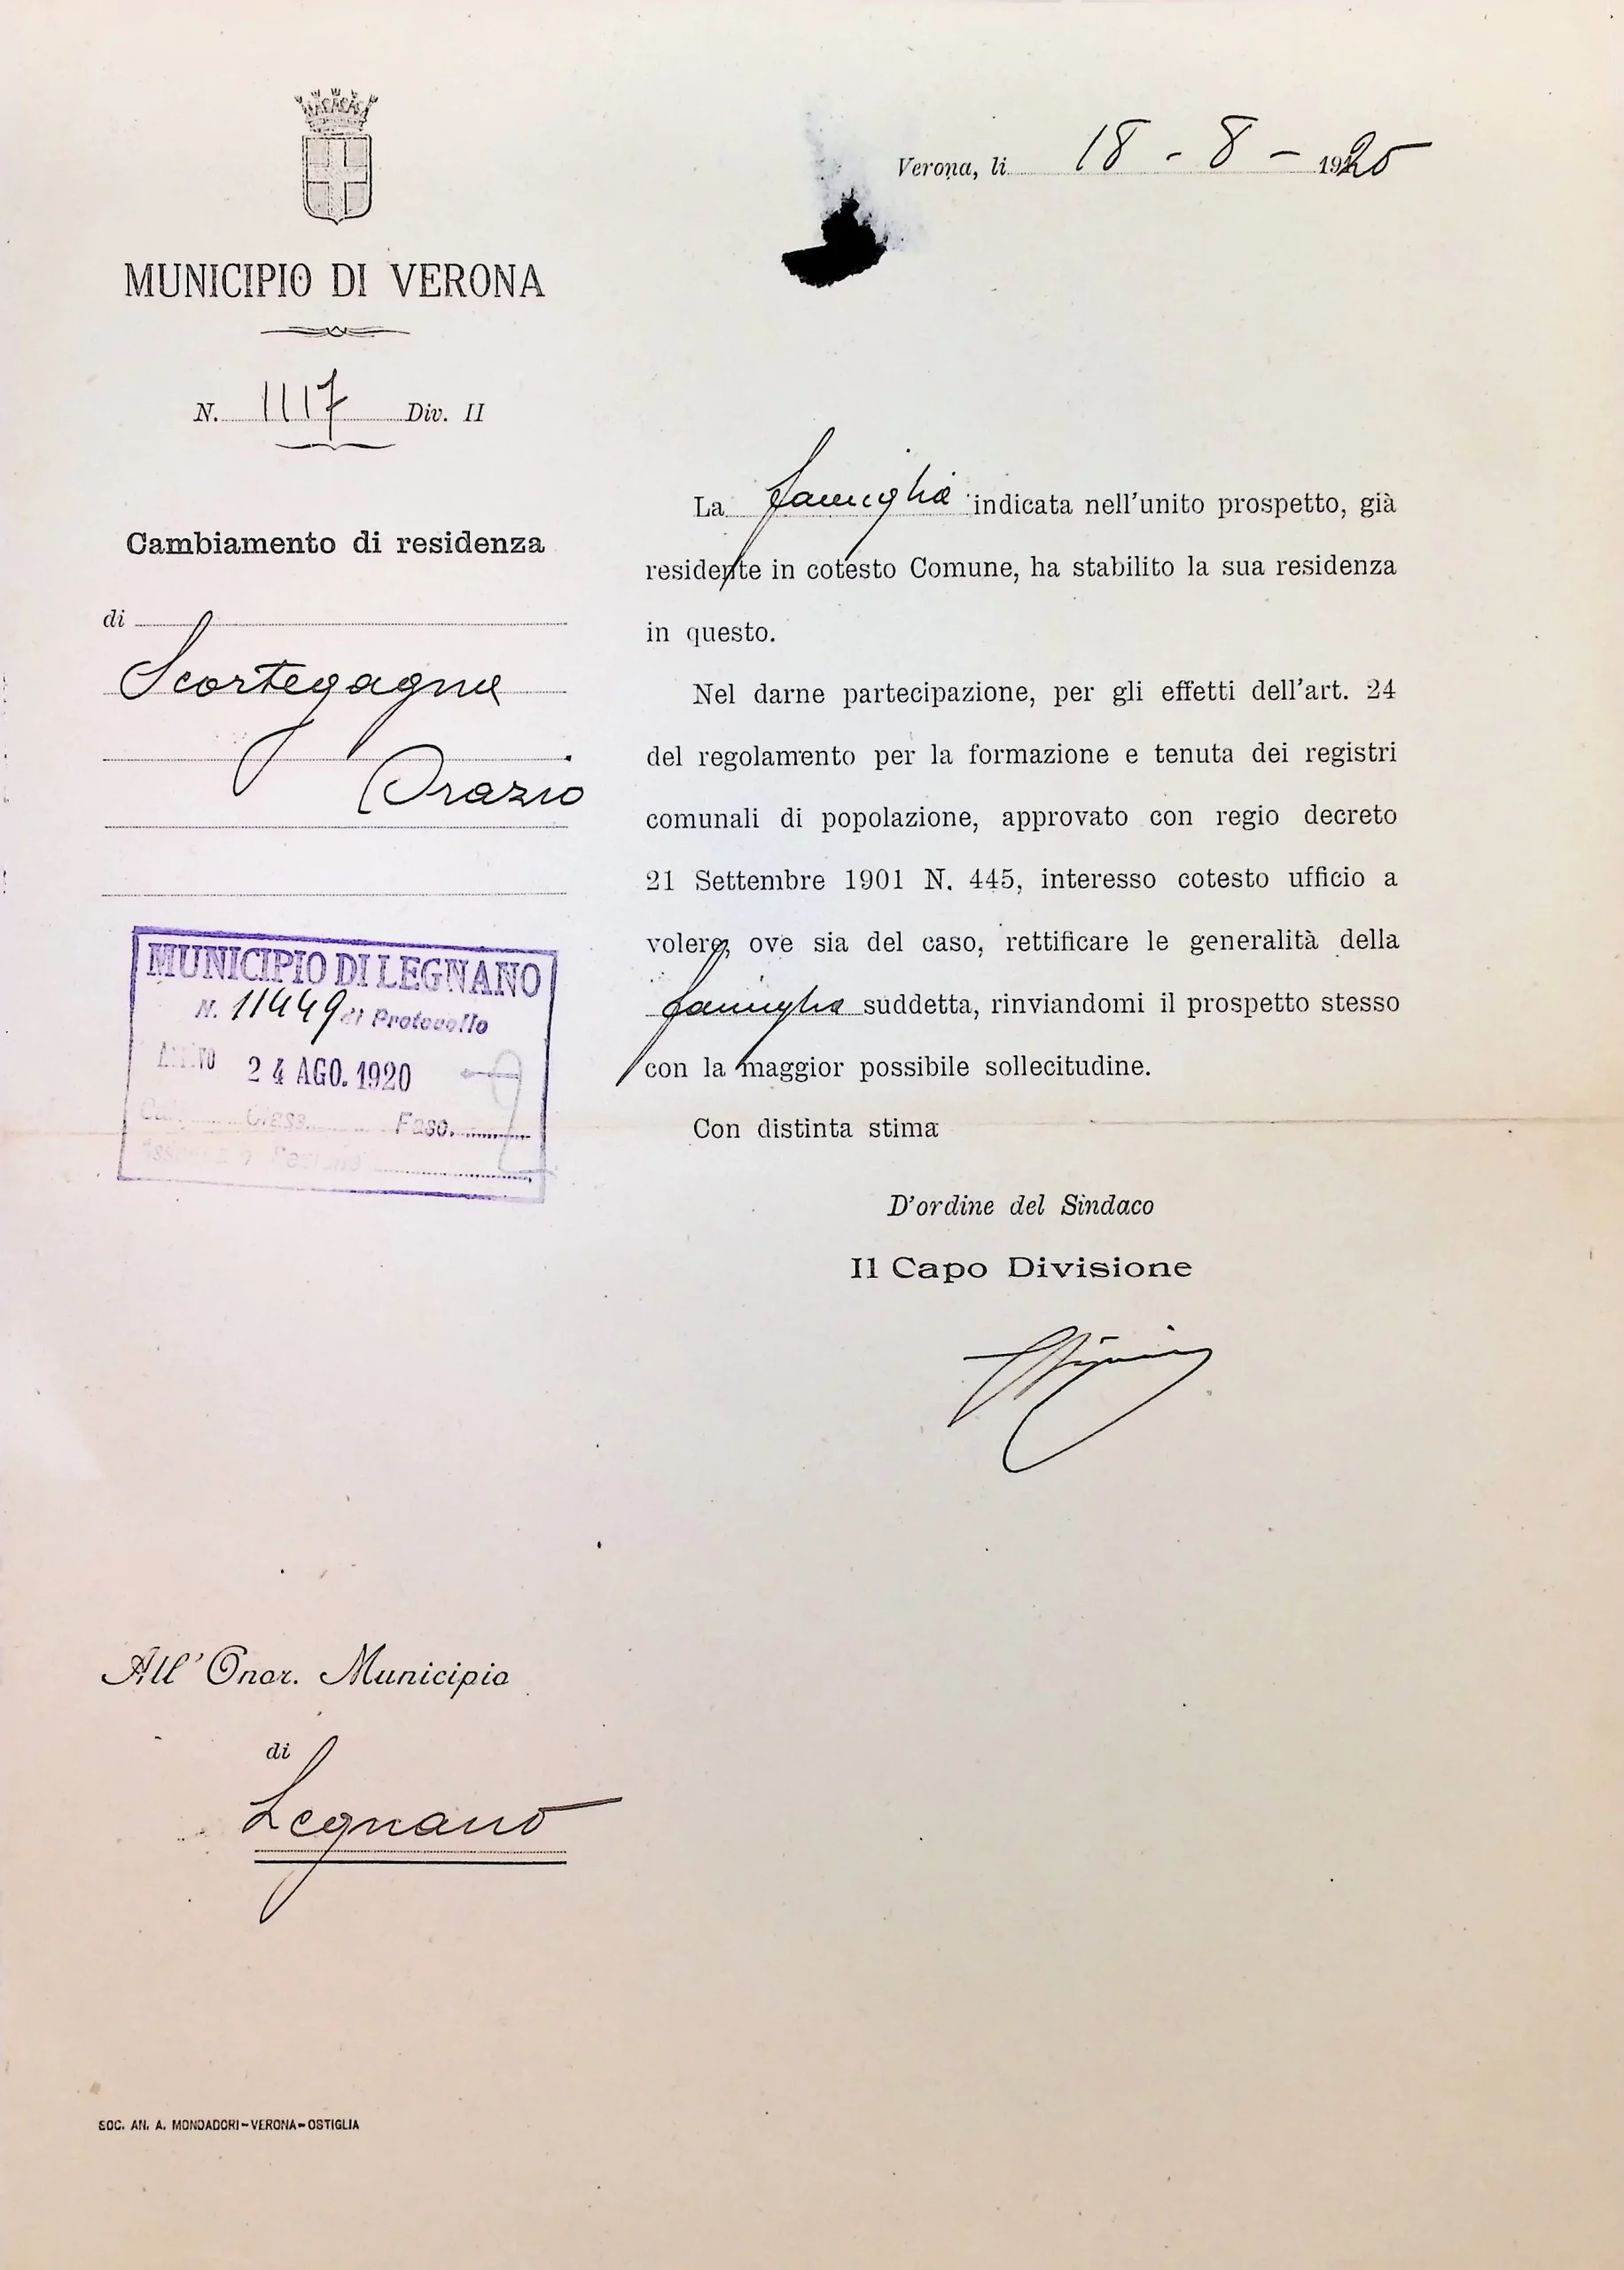 Verona, li 18 - 8 - 1920
MUNICIPIO DI VERONA
N. 1117 Div. II
Cambiamento di residenza
di
Scortegagna
Orazio
MUNICIPIO DI LEGNANO
N. 11449 di Protocollo
24 AGO. 1920
Class. Fasc.
La famiglia indicata nell'unito prospetto, già
residente in cotesto Comune, ha stabilito la sua residenza
in questo.
Nel darne partecipazione, per gli effetti dell'art. 24
del regolamento per la formazione e tenuta dei registri
comunali di popolazione, approvato con regio decreto
21 Settembre 1901 N. 445, interesso cotesto ufficio a
volere, ove sia del caso, rettificare le generalità della
famiglia suddetta, rinviandomi il prospetto stesso
con la maggior possibile sollecitudine.
Con distinta stima
D'ordine del Sindaco
Il Capo Divisione
All' Onor. Municipio
di
Legnano
SOC. AN. A. MONDADORI-VERONA-OSTIGLIA